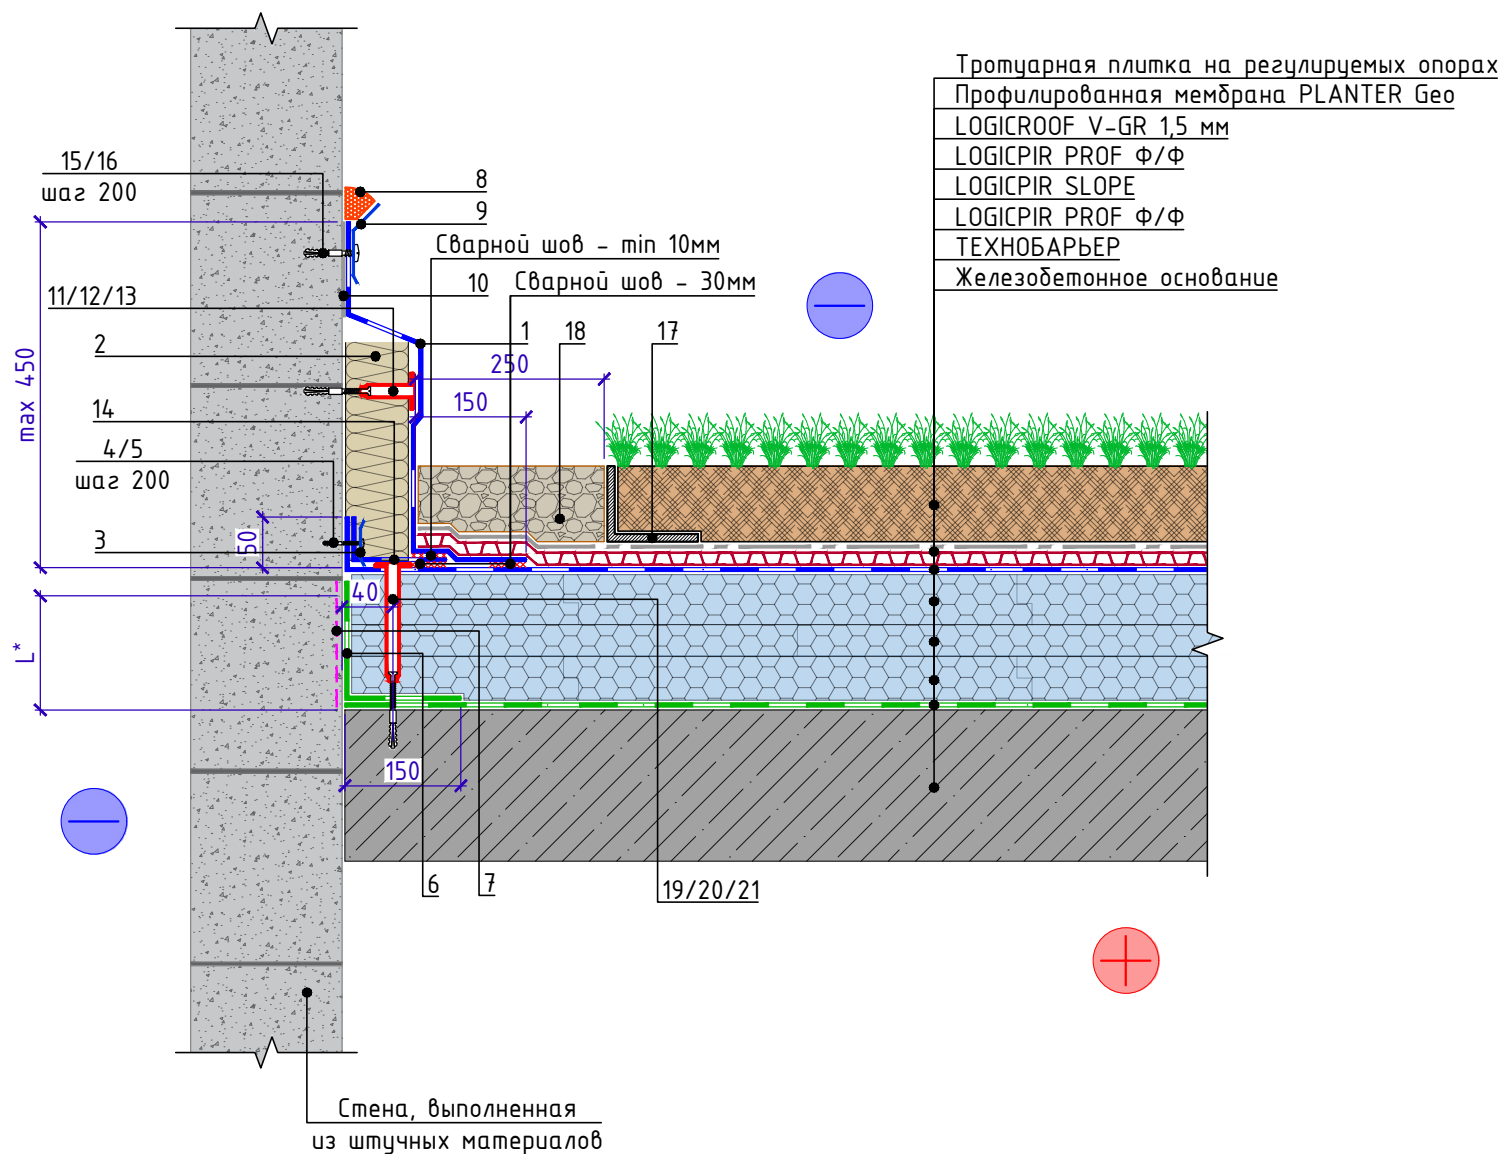 Тротуарная плитка на регулируемых опорах
Профилированная мембрана PLANTER Geo
LOGICROOF V-GR 1,5 мм
LOGICPIR PROF Ф/Ф
LOGICPIR SLOPE
LOGICPIR PROF Ф/Ф
ТЕХНОБАРЬЕР
Железобетонное основание
15/16
шаг 200
8
9
Сварной шов - min 10мм
10
Сварной шов - 30мм
11/12/13
1
18
17
2
250
max 450
150
14
4/5
шаг 200
3
50
40
L*
150
6
7
19/20/21
Стена, выполненная
из штучных материалов